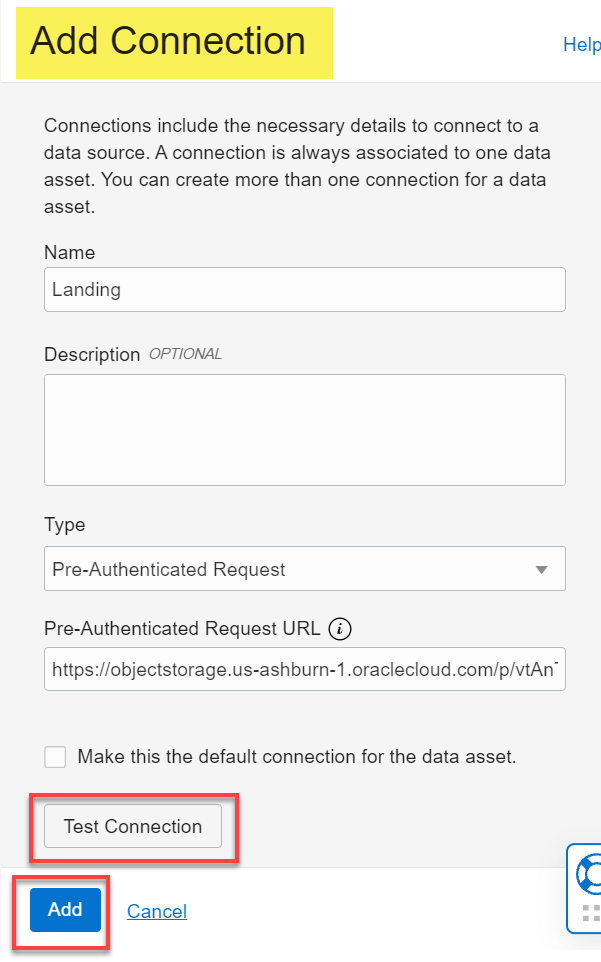 Add Connection
Help
Connections include the necessary details to connect to a
data source. A connection is always associated to one data
asset. You can create more than one connection for a data
asset.
Name
Landing
Description OPTIONAL
Type
Pre-Authenticated Request
Pre-Authenticated Request URL i
https://objectstorage.us-ashburn-1.oraclecloud.com/p/vtAn
Make this the default connection for the data asset.
Test Connection
Add Cancel